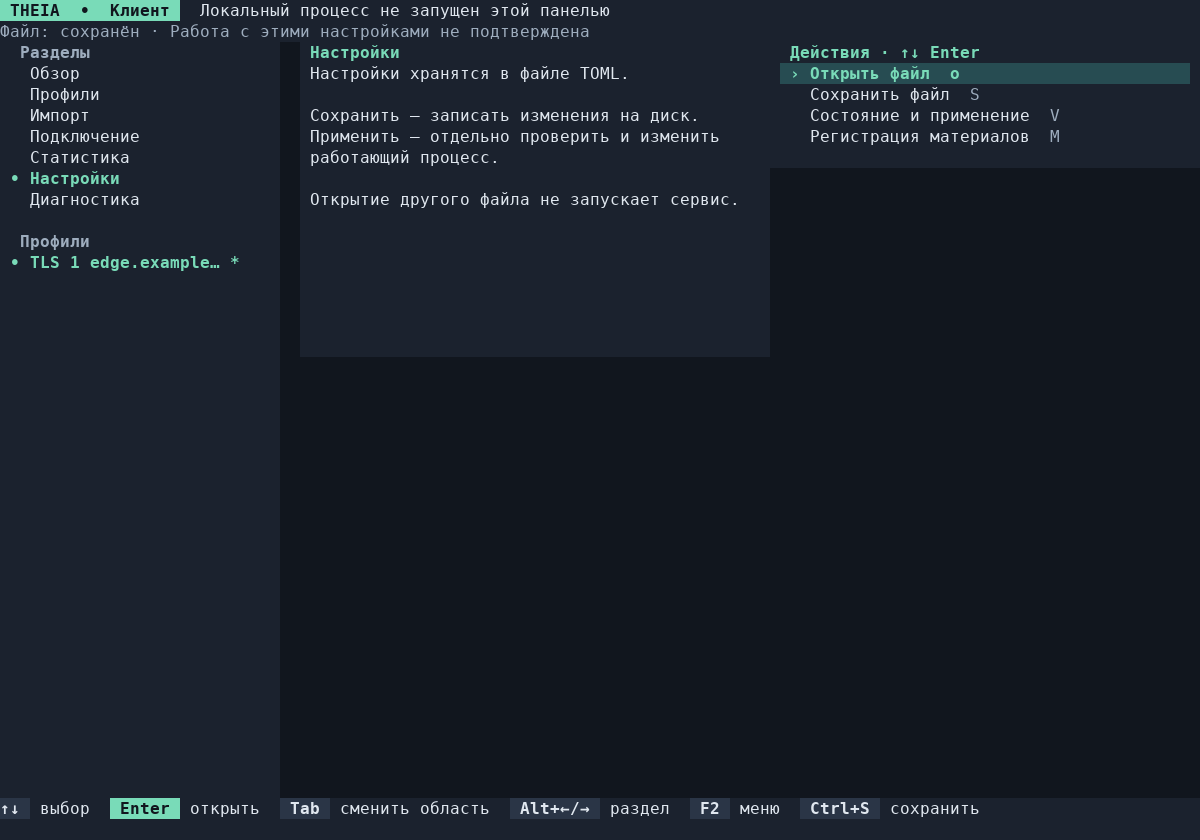 THEIA • Клиент Локальный процесс не запущен этой панелью
Файл: сохранён · Работа с этими настройками не подтверждена
Разделы
Обзор
Профили
Импорт
Подключение
Статистика
• Настройки
Диагностика
Профили
• TLS 1 edge.example… *
Настройки
Настройки хранятся в файле TOML.
Сохранить — записать изменения на диск.
Применить — отдельно проверить и изменить
работающий процесс.
Открытие другого файла не запускает сервис.
Действия · ↑↓ Enter
› Открыть файл o
Сохранить файл S
Состояние и применение V
Регистрация материалов M
↑↓ выбор Enter открыть Tab сменить область Alt+←/→ раздел F2 меню Ctrl+S сохранить